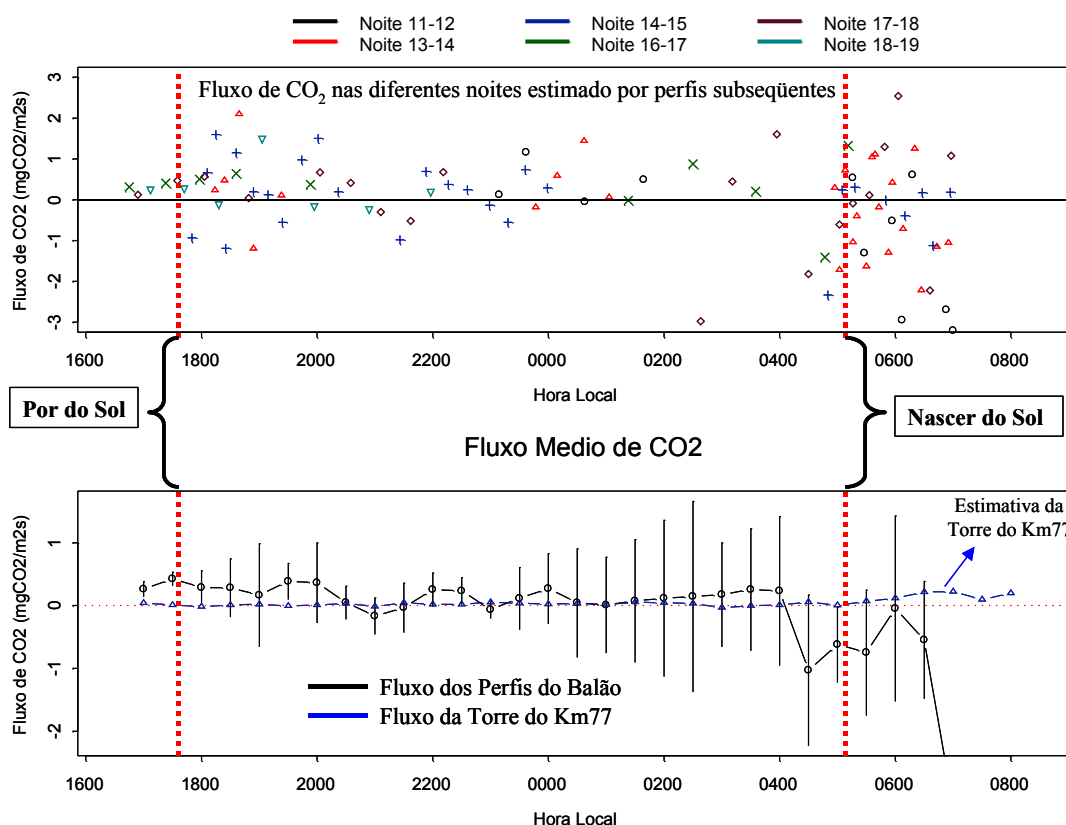 Noite 11-12
Noite 14-15
Noite 17-18
Noite 13-14
Noite 16-17
Noite 18-19
Fluxo de CO2 nas diferentes noites estimado por perfis subseqüentes
Fluxo de CO2 (mgCO2/m2s)
3
2
1
0
-1
-2
-3
1600 1800 2000 2200 0000 0200 0400 0600 0800
Hora Local
Por do Sol
Nascer do Sol
Fluxo Medio de CO2
Fluxo de CO2 (mgCO2/m2s)
1
0
-1
-2
Estimativa da
Torre do Km77
Fluxo dos Perfis do Balão
Fluxo da Torre do Km77
1600 1800 2000 2200 0000 0200 0400 0600 0800
Hora Local